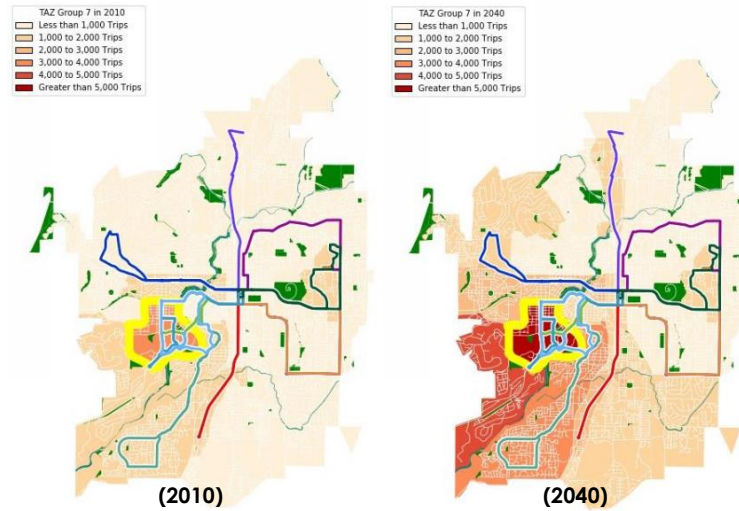 TAZ Group 7 in 2010
Less than 1,000 Trips
1,000 to 2,000 Trips
2,000 to 3,000 Trips
3,000 to 4,000 Trips
4,000 to 5,000 Trips
Greater than 5,000 Trips
(2010)
TAZ Group 7 in 2040
Less than 1,000 Trips
1,000 to 2,000 Trips
2,000 to 3,000 Trips
3,000 to 4,000 Trips
4,000 to 5,000 Trips
Greater than 5,000 Trips
(2040)